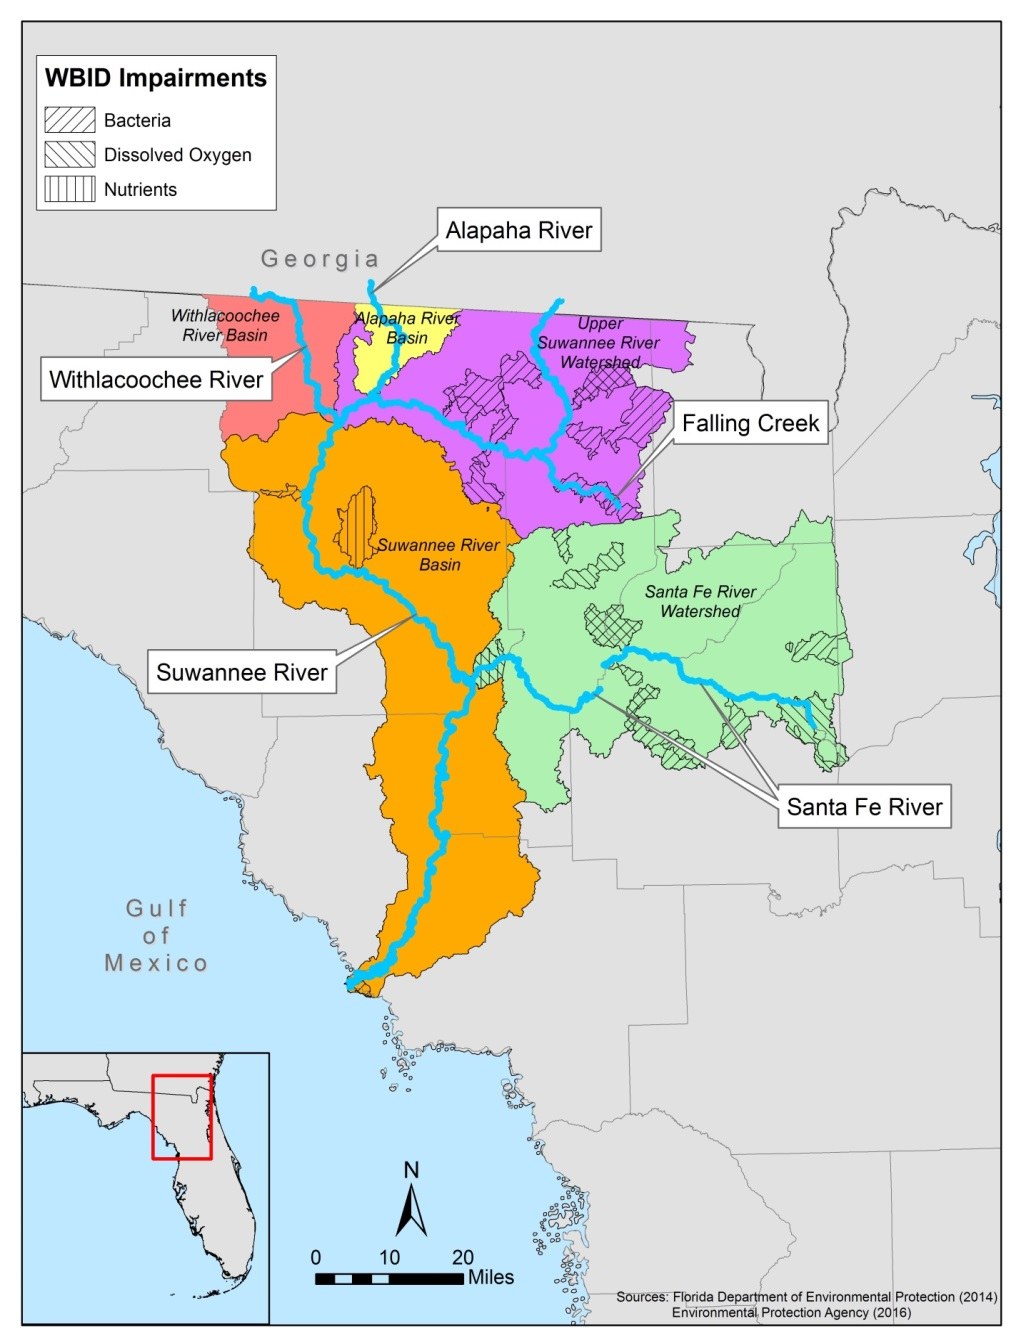 WBID Impairments
Bacteria
Dissolved Oxygen
Nutrients
Alapaha River
Georgia
Withlacoochee
River Basin
Alapaha River
Basin
Upper
Suwannee River
Watershed
Withlacoochee River
Falling Creek
Suwannee River
Basin
Santa Fe River
Watershed
Suwannee River
Santa Fe River
Gulf
of
Mexico
N
0 10 20
Miles
Sources: Florida Department of Environmental Protection (2014)
Environmental Protection Agency (2016)